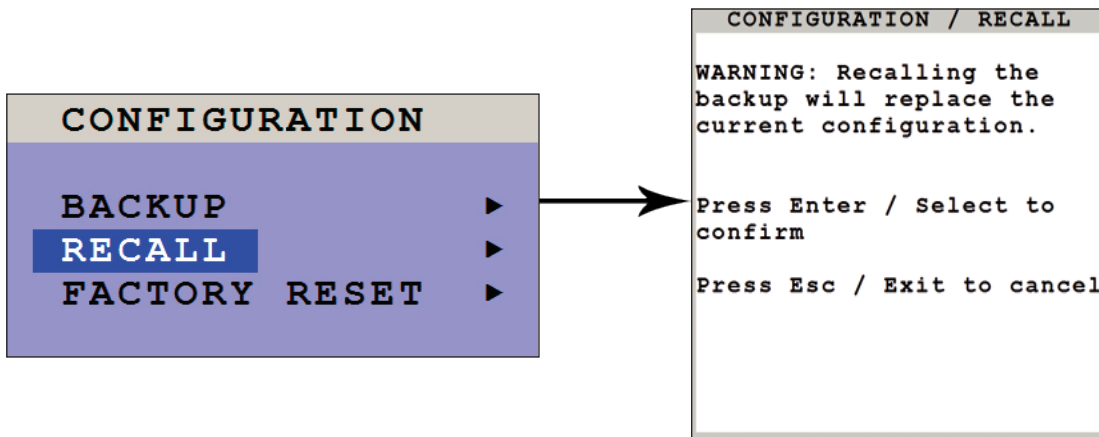 CONFIGURATION
BACKUP
RECALL
FACTORY RESET
CONFIGURATION / RECALL
WARNING: Recalling the
backup will replace the
current configuration.
Press Enter / Select to
confirm
Press Esc / Exit to cancel